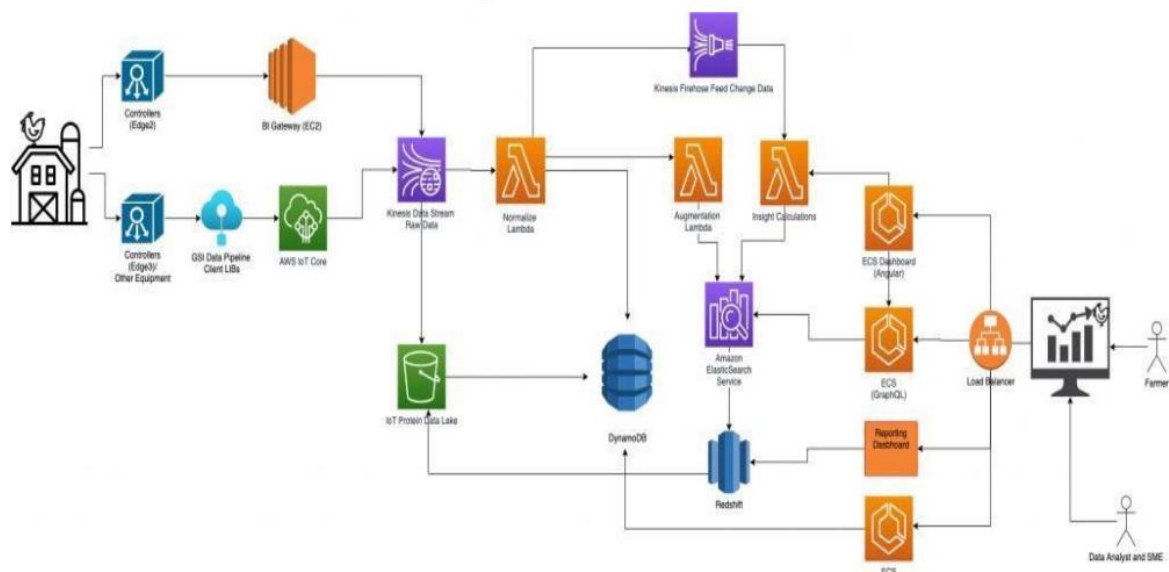 Kinesis Firehose Feed Change Data
Controllers
(Edge2)
BI Gateway (EC2)
Kinesis Data Stream
Raw Data
Normalize
Lambda
Augmentation
Lambda
Insight Calculations
Controllers
(Edge3)/
Other Equipment
GSI Data Pipeline
Client LIBs
AWS IoT Core
ECS Dashboard
(Angular)
Amazon
ElasticSearch
Service
ECS
(GraphQL)
Load Balancer
Farmer
IoT Protein Data Lake
DynamoDB
Reporting
Dashboard
Redshift
Data Analyst and SME
ECS